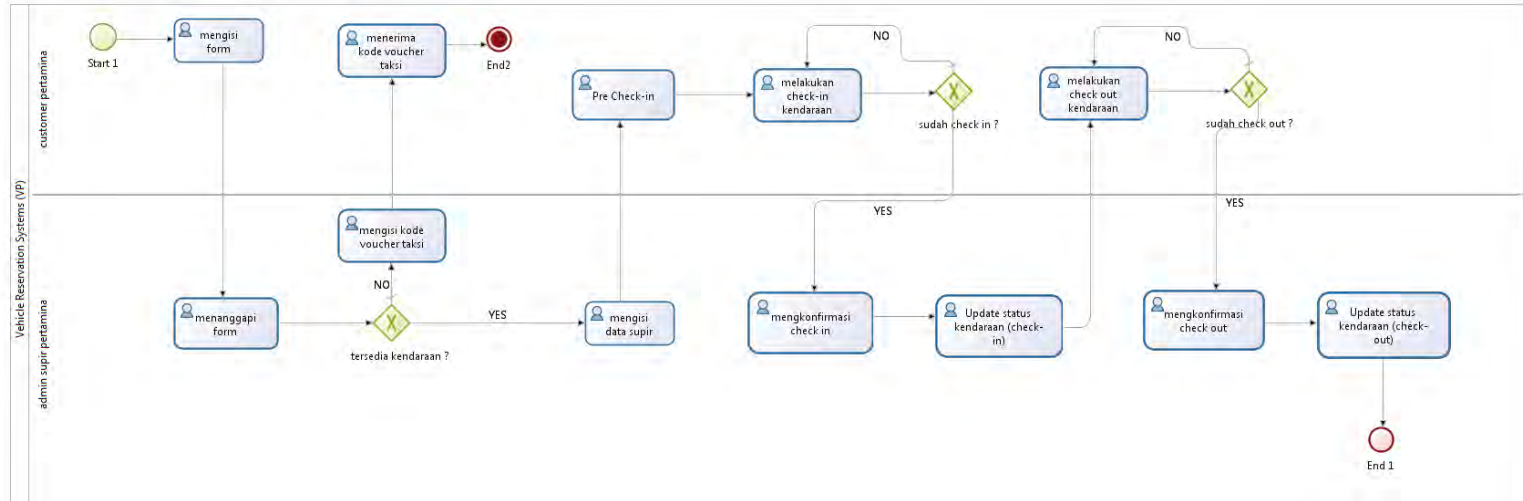 Vehicle Reservation Systems (VP)
customer pertamina
Start 1
mengisi
form
menerima
kode voucher
taksi
End2
Pre Check-in
melakukan
check-in
kendaraan
NO
sudah check in ?
melakukan
check out
kendaraan
NO
sudah check out ?
admin supir pertamina
menanggapi
form
tersedia kendaraan ?
NO
mengisi kode
voucher taksi
YES
mengisi
data supir
YES
mengkonfirmasi
check in
Update status
kendaraan (check-
in)
YES
mengkonfirmasi
check out
Update status
kendaraan (check-
out)
End 1